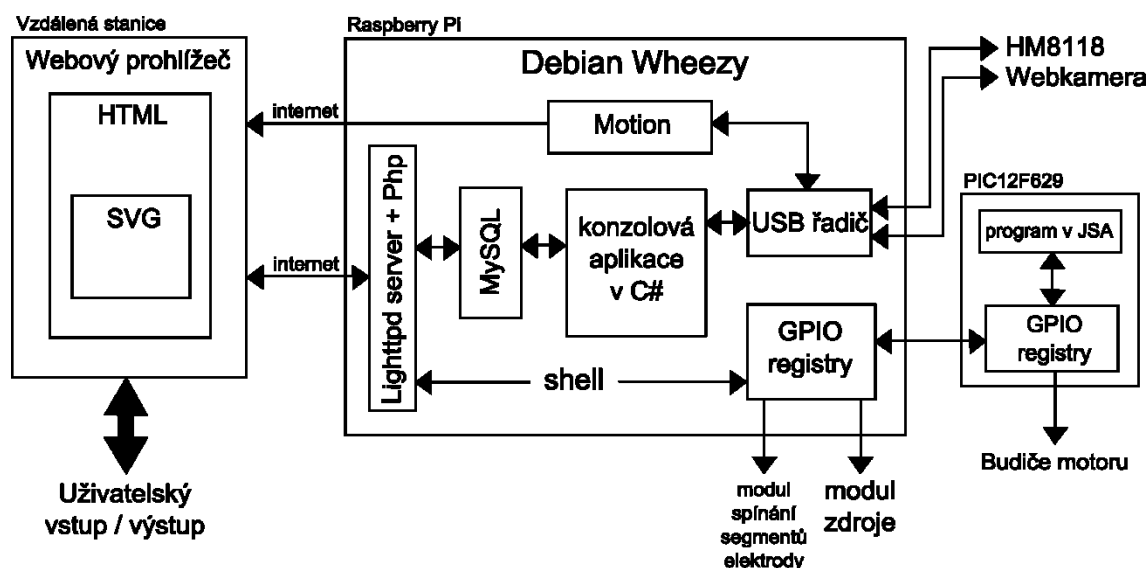 Vzdálená stanice
Webový prohlížeč
HTML
SVG
Uživatelský
vstup / výstup
internet
internet
Raspberry Pi
Debian Wheezy
Motion
Lighttpd server + Php
MySQL
konzolová
aplikace
v C#
USB řadič
GPIO
registry
shell
modul
spínání
segmentů
elektrody
modul
zdroje
HM8118
Webkamera
PIC12F629
program v JSA
GPIO
registry
Budiče motoru